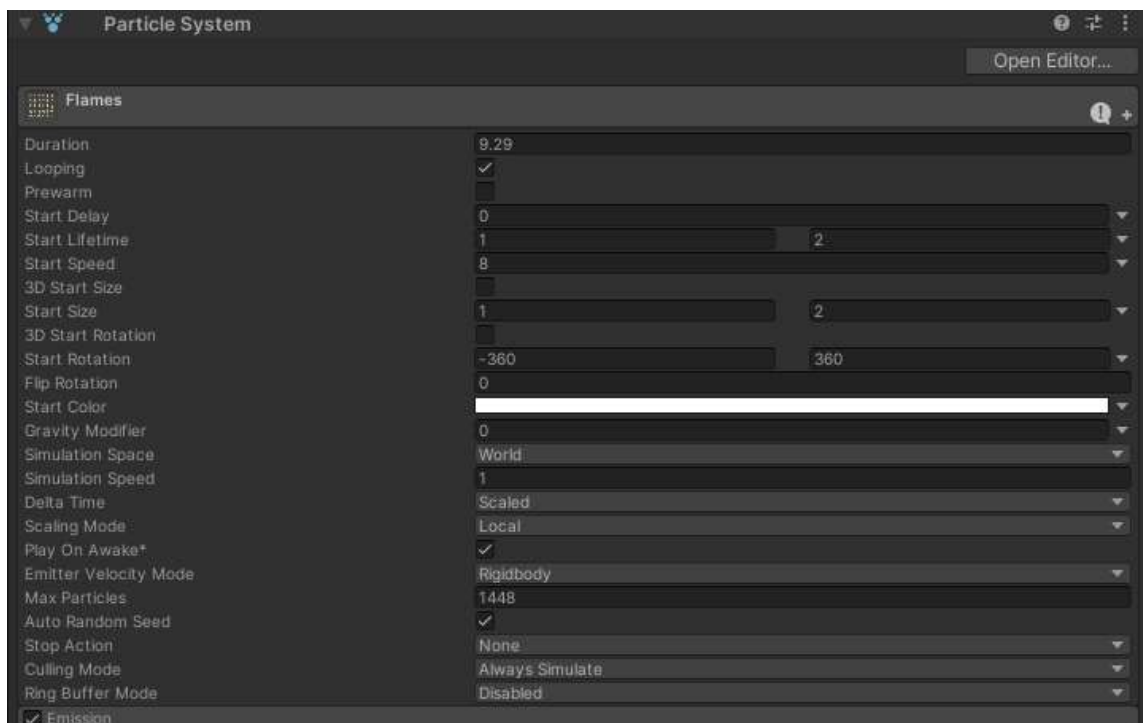 Particle System
Open Editor...
Flames
Duration 9.29
Looping
Prewarm
Start Delay 0
Start Lifetime 1 2
Start Speed 8
3D Start Size
Start Size 1 2
3D Start Rotation
Start Rotation -360 360
Flip Rotation 0
Start Color
Gravity Modifier 0
Simulation Space World
Simulation Speed 1
Delta Time Scaled
Scaling Mode Local
Play On Awake*
Emitter Velocity Mode Rigidbody
Max Particles 1448
Auto Random Seed
Stop Action None
Culling Mode Always Simulate
Ring Buffer Mode Disabled
Emission